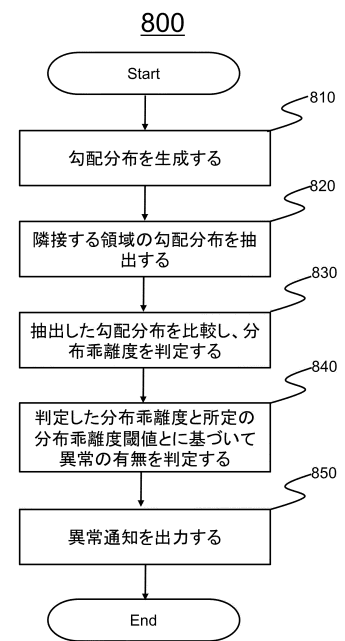 800
Start
810
勾配分布を生成する
820
隣接する領域の勾配分布を抽
出する
830
抽出した勾配分布を比較し、分
布乖離度を判定する
840
判定した分布乖離度と所定の
分布乖離度閾値とに基づいて
異常の有無を判定する
850
異常通知を出力する
End